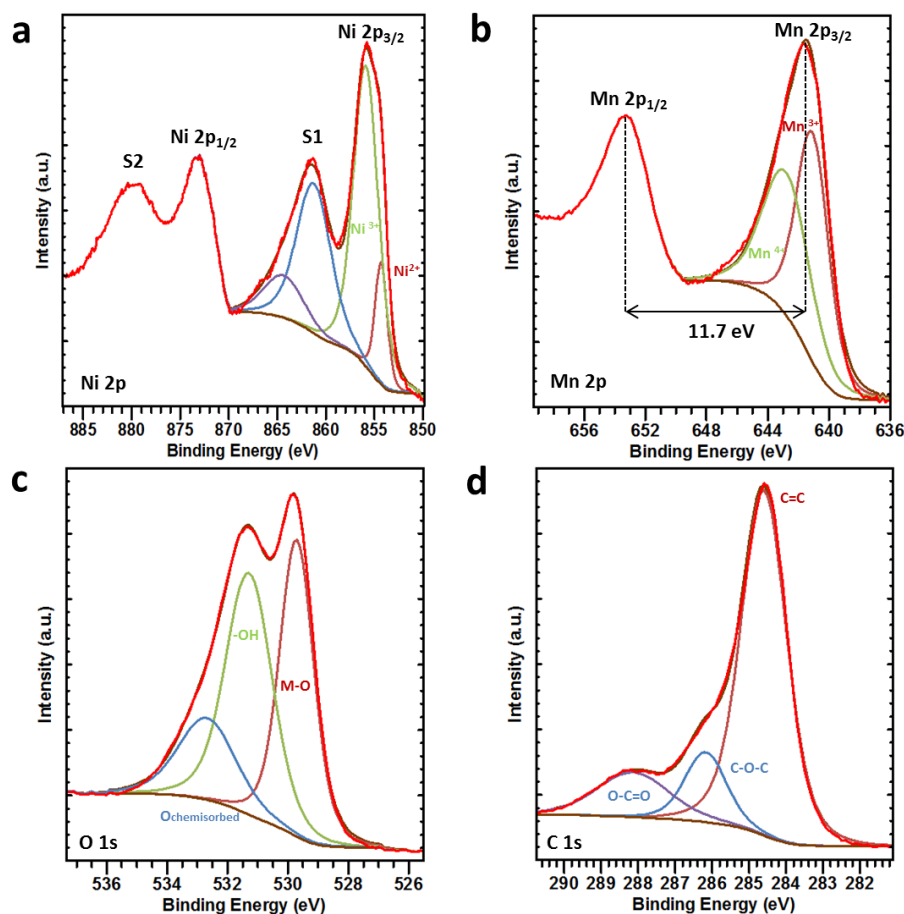 a
Ni 2p3/2
S2
Ni 2p1/2
S1
Ni 3+
Ni2+
Intensity (a.u.)
Ni 2p
885 880 875 870 865 860 855 850
Binding Energy (eV)
b
Mn 2p3/2
Mn 2p1/2
Mn 3+
Mn 4+
11.7 eV
Intensity (a.u.)
Mn 2p
656 652 648 644 640 636
Binding Energy (eV)
c
-OH
M-O
Ochemisorbed
Intensity (a.u.)
O 1s
536 534 532 530 528 526
Binding Energy (eV)
d
C=C
C-O-C
O-C=O
Intensity (a.u.)
C 1s
290 289 288 287 286 285 284 283 282
Binding Energy (eV)